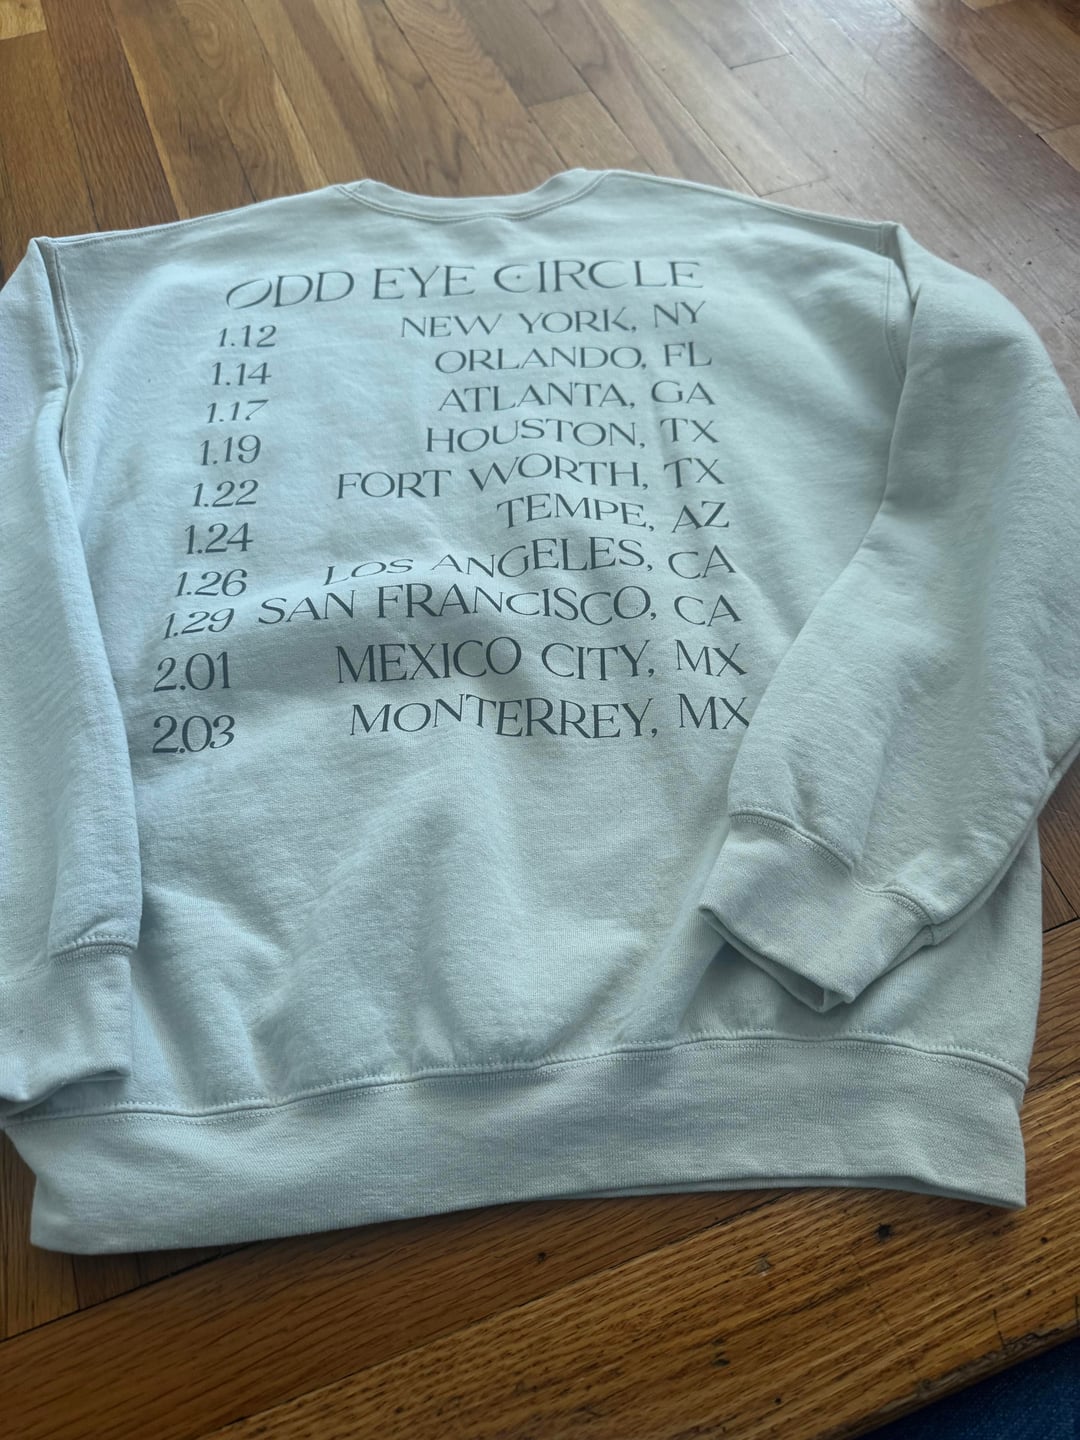 ODD EYE CIRCLE
1.12 NEW YORK, NY
1.14 ORLANDO, FL
1.17 ATLANTA, GA
1.19 HOUSTON, TX
1.22 FORT WORTH, TX
1.24 TEMPE, AZ
1.26 LOS ANGELES, CA
1.29 SAN FRANCISCO, CA
2.01 MEXICO CITY, MX
2.03 MONTERREY, MX